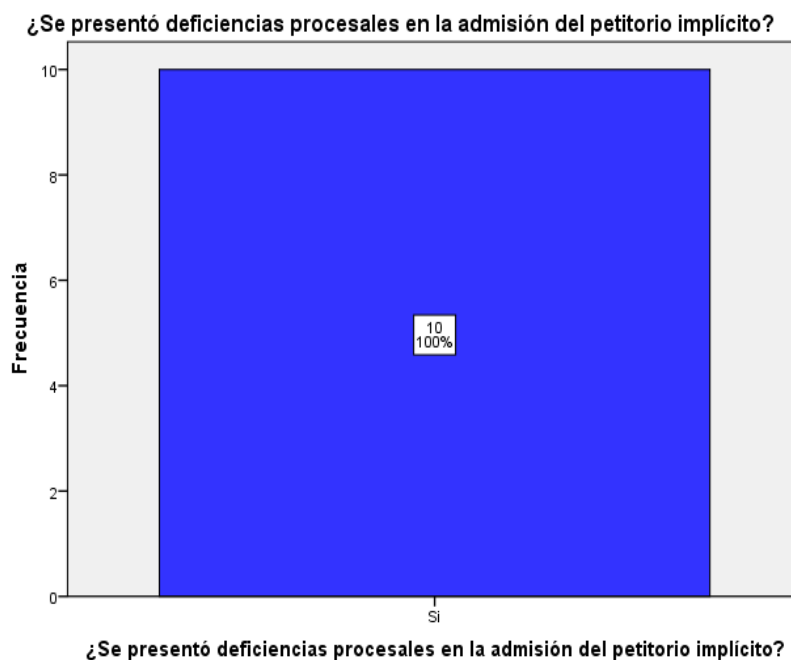 ¿Se presentó deficiencias procesales en la admisión del petitorio implícito?
10
8
6
4
2
0
Frecuencia
10
100%
Si
¿Se presentó deficiencias procesales en la admisión del petitorio implícito?